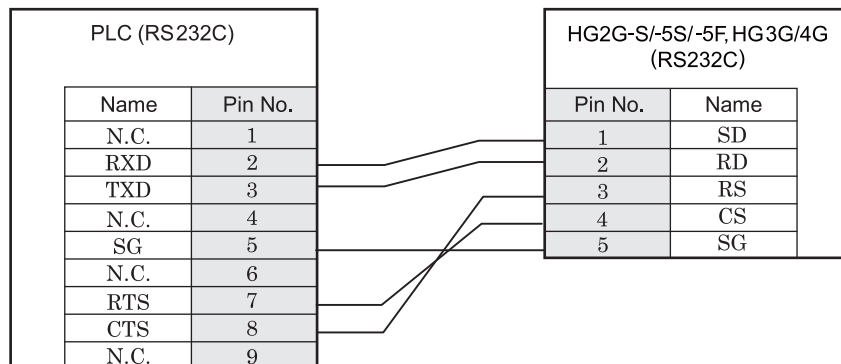 PLC (RS232C)
Name Pin No.
N.C. 1
RXD 2
TXD 3
N.C. 4
SG 5
N.C. 6
RTS 7
CTS 8
N.C. 9
HG2G-S/-5S/-5F, HG3G/4G
(RS232C)
Pin No. Name
1 SD
2 RD
3 RS
4 CS
5 SG